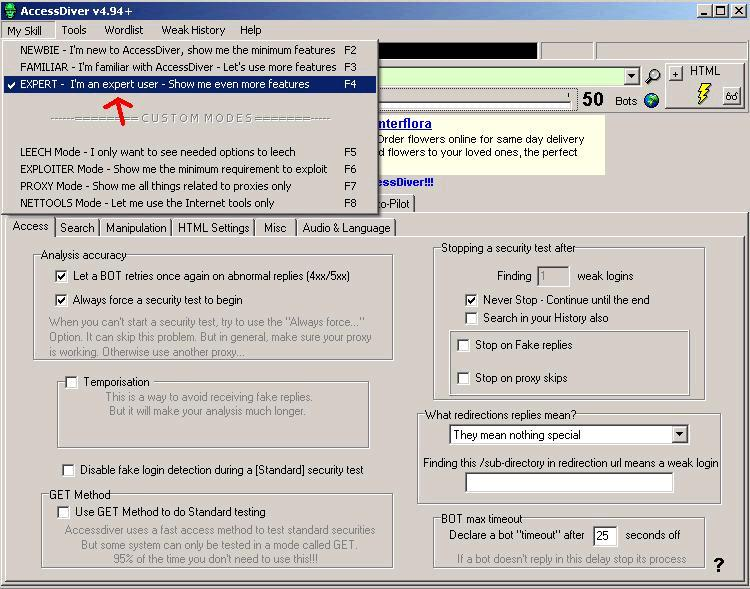 AccessDiver v4.94+
My Skill Tools Wordlist Weak History Help
NEWBIE - I'm new to AccessDiver, show me the minimum features F2
FAMILIAR - I'm familiar with AccessDiver - Let's use more features F3
EXPERT - I'm an expert user - Show me even more features F4
------========= C U S T O M M O D E S =======-----
LEECH Mode - I only want to see needed options to leech F5
EXPLOITER Mode - Show me the minimum requirement to exploit F6
PROXY Mode - Show me all things related to proxies only F7
NETTOOLS Mode - Let me use the Internet tools only F8
+ HTML
50 Bots
nterflora
Order flowers online for same day delivery
d flowers to your loved ones, the perfect
essDiver!!!
o-Pilot
Access Search Manipulation HTML Settings Misc Audio & Language
Analysis accuracy
Let a BOT retries once again on abnormal replies (4xx/5xx)
Always force a security test to begin
When you can't start a security test, try to use the "Always force..."
Option. It can skip this problem. But in general, make sure your proxy
is working. Otherwise use another proxy...
Temporisation
This is a way to avoid receiving fake replies.
But it will make your analysis much longer.
Disable fake login detection during a [Standard] security test
GET Method
Use GET Method to do Standard testing
Accessdiver uses a fast access method to test standard securities
But some system can only be tested in a mode called GET.
95% of the time you don't need to use this!!!
Stopping a security test after
Finding 1 weak logins
Never Stop - Continue until the end
Search in your History also
Stop on Fake replies
Stop on proxy skips
What redirections replies mean?
They mean nothing special
Finding this /sub-directory in redirection url means a weak login
BOT max timeout
Declare a bot "timeout" after 25 seconds off
If a bot doesn't reply in this delay stop its process
?